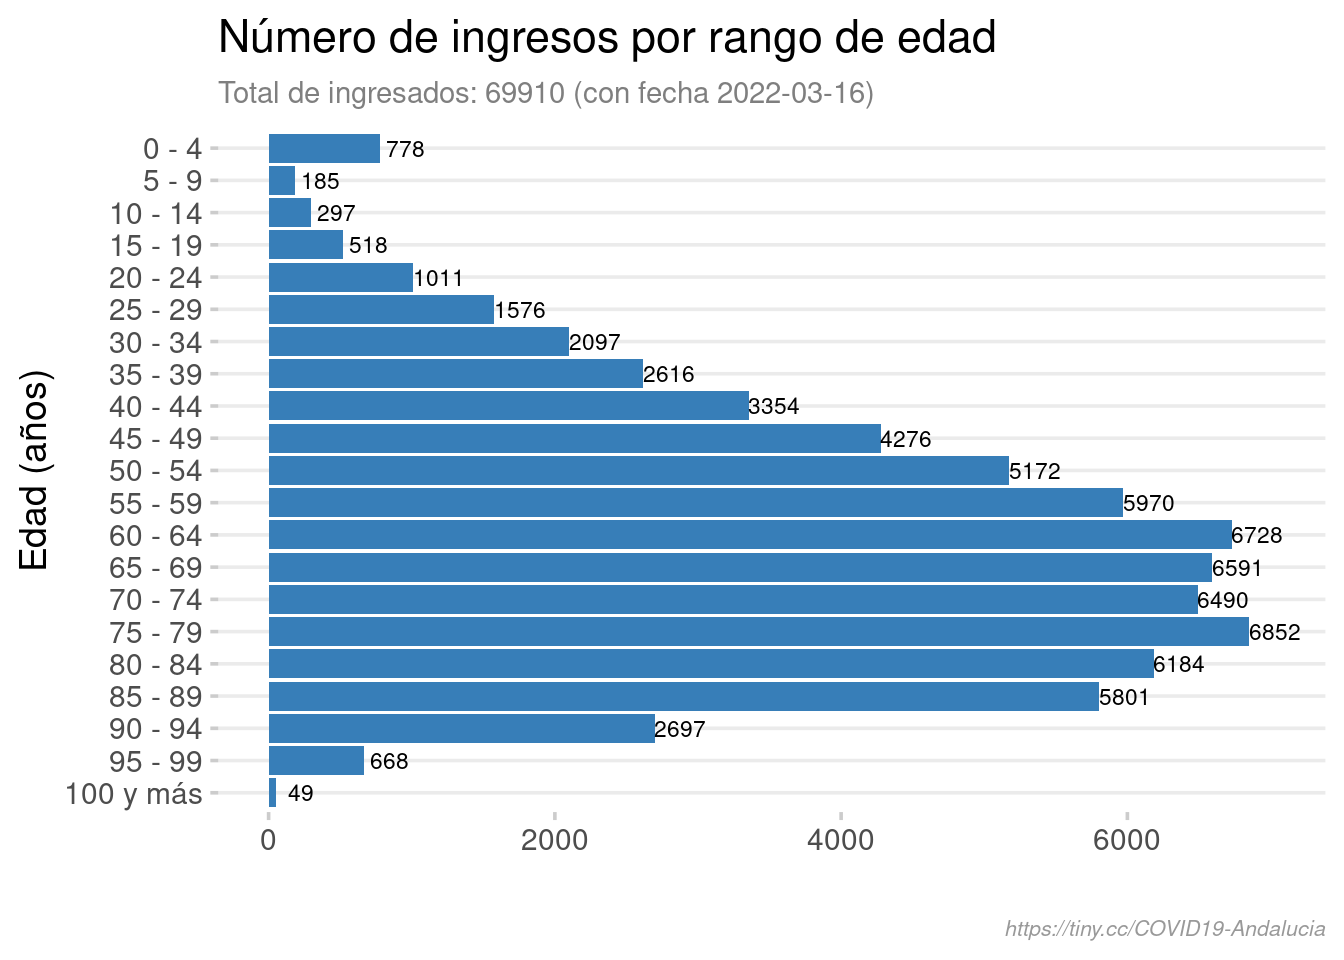 Número de ingresos por rango de edad
Total de ingresados: 69910 (con fecha 2022-03-16)
Edad (años)
0 - 4 778
5 - 9 185
10 - 14 297
15 - 19 518
20 - 24 1011
25 - 29 1576
30 - 34 2097
35 - 39 2616
40 - 44 3354
45 - 49 4276
50 - 54 5172
55 - 59 5970
60 - 64 6728
65 - 69 6591
70 - 74 6490
75 - 79 6852
80 - 84 6184
85 - 89 5801
90 - 94 2697
95 - 99 668
100 y más 49
0 2000 4000 6000
https://tiny.cc/COVID19-Andalucia